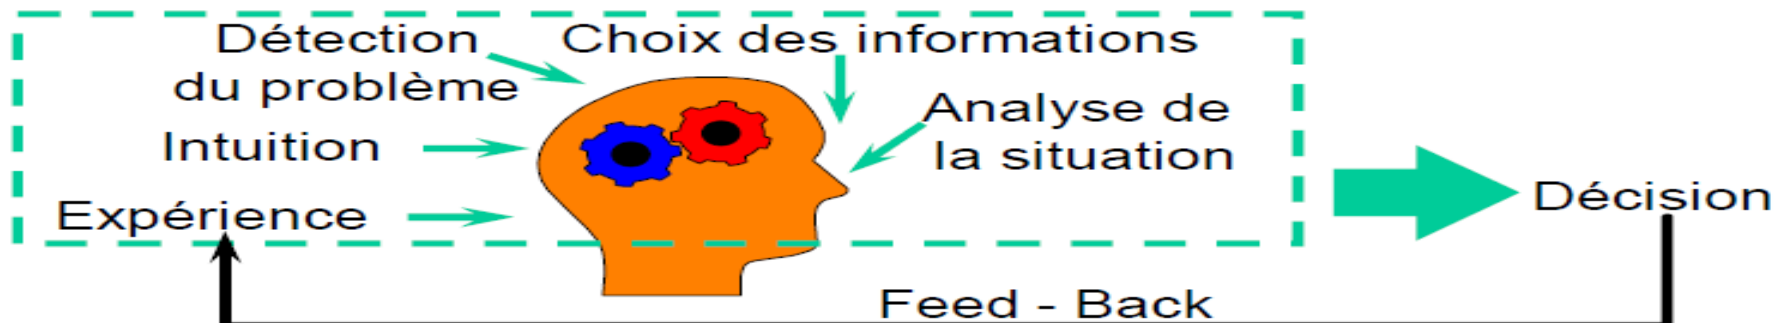 Détection
du problème
Choix des informations
Intuition
Analyse de
la situation
Expérience
Décision
Feed - Back